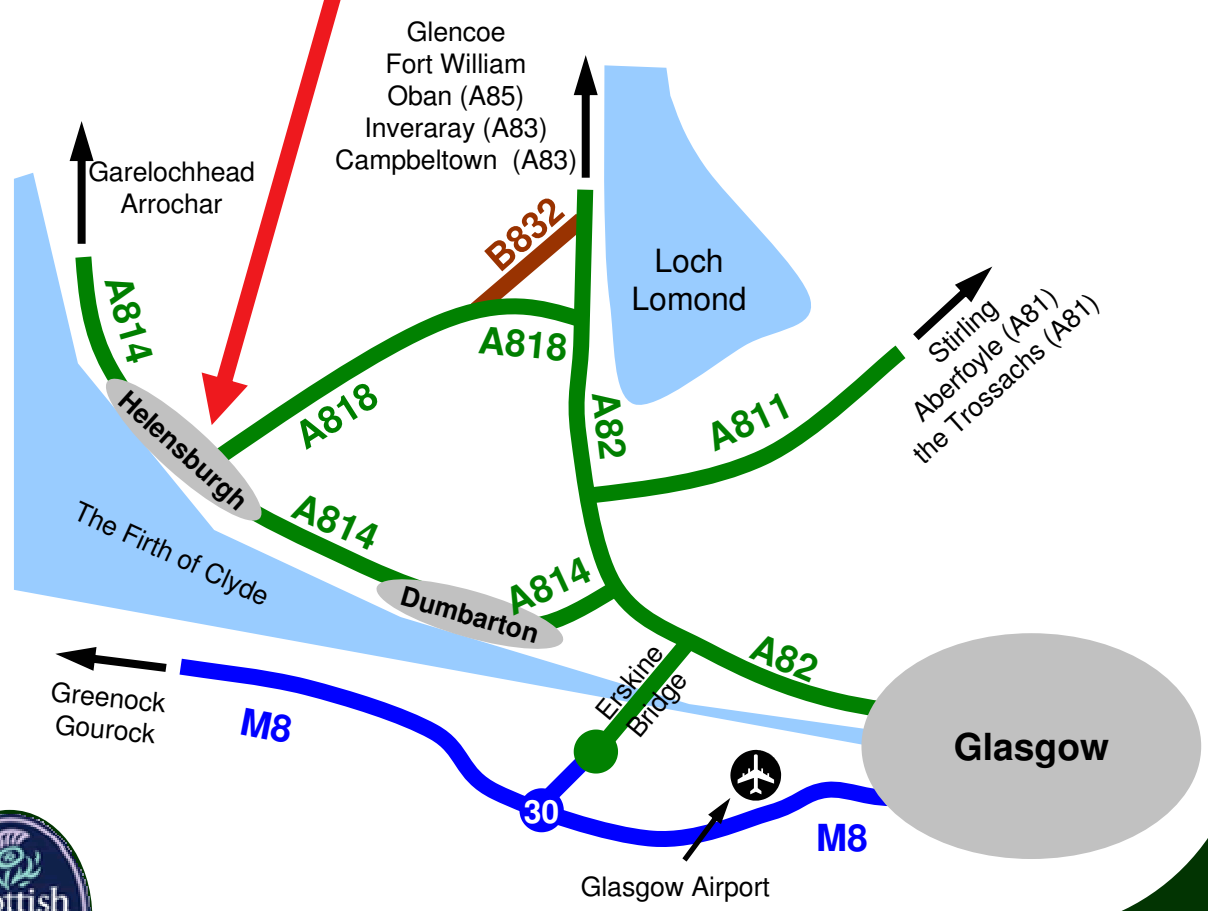 Glencoe
Fort William
Oban (A85)
Inveraray (A83)
Campbeltown (A83)
Garelochhead
Arrochar
B832
Loch
Lomond
A814
A818
A818
Stirling
Aberfoyle (A81)
the Trossachs (A81)
A82
A811
Helensburgh
A814
The Firth of Clyde
A814
Dumbarton
A82
Erskine
Bridge
Greenock
Gourock
M8
Glasgow
30
M8
Glasgow Airport